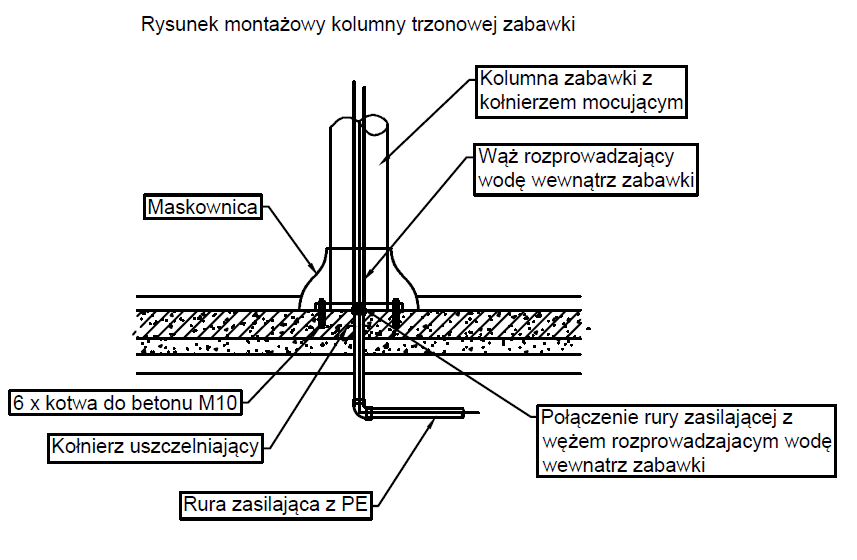 Rysunek montażowy kolumny trzonowej zabawki
Kolumna zabawki z
kołnierzem mocującym
Wąż rozprowadzający
wodę wewnątrz zabawki
Maskownica
6 x kotwa do betonu M10
Kołnierz uszczelniający
Rura zasilająca z PE
Połączenie rury zasilającej z
wężem rozprowadzajacym wodę
wewnatrz zabawki